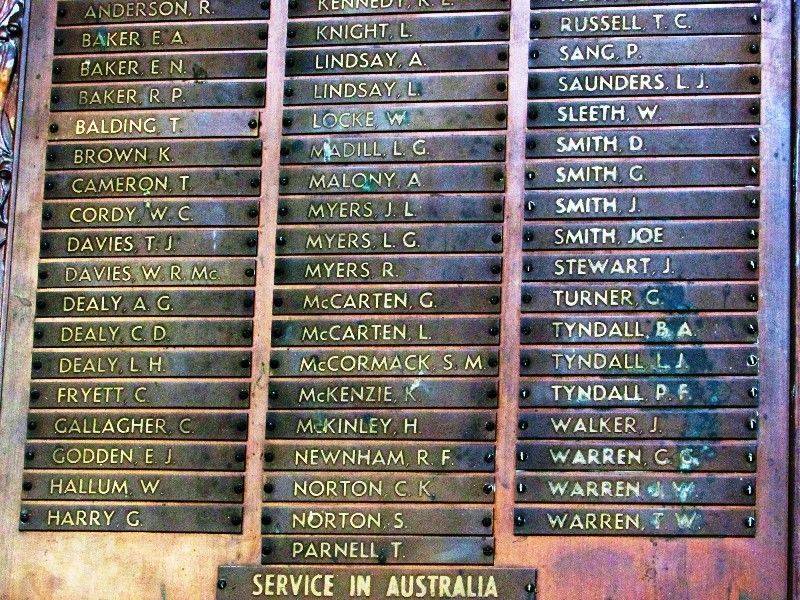 ANDERSON, R.
BAKER, E. A.
BAKER, E. N.
BAKER, R. P.
BALDING, T.
BROWN, K.
CAMERON, T.
CORDY, W. C.
DAVIES, T. J.
DAVIES, W. R. Mc.
DEALY, A. G.
DEALY, C. D.
DEALY, L. H.
FRYETT, C.
GALLAGHER, C.
GODDEN, E. J.
HALLUM, W.
HARRY, G.
KENNEDY, R. L.
KNIGHT, L.
LINDSAY, A.
LINDSAY, L.
LOCKE, W.
MADILL, L. G.
MALONY, A.
MYERS, J. L.
MYERS, L. G.
MYERS, R.
McCARTEN, G.
McCARTEN, L.
McCORMACK, S. M.
McKENZIE, K.
McKINLEY, H.
NEWNHAM, R. F.
NORTON, C. K.
NORTON, S.
PARNELL, T.
RUSSELL, T. C.
SANG, P.
SAUNDERS, L. J.
SLEETH, W.
SMITH, D.
SMITH, G.
SMITH, J.
SMITH, JOE
STEWART, J.
TURNER, G.
TYNDALL, B. A.
TYNDALL, L. J.
TYNDALL, P. F.
WALKER, J.
WARREN, C. G.
WARREN, J. W.
WARREN, T. W.
SERVICE IN AUSTRALIA